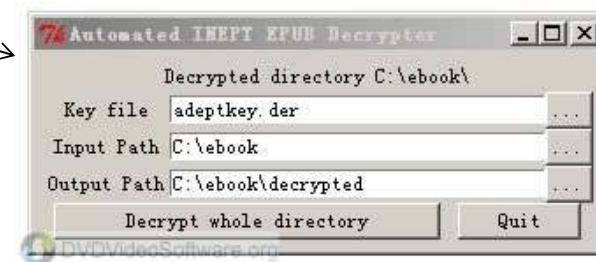 Automated INEPT EPUB Decrypter
Decrypted directory C:\ebook\
Key file adeptkey.der ...
Input Path C:\ebook ...
Output Path C:\ebook\decrypted ...
Decrypt whole directory Quit
DVDVideoSoftware.org